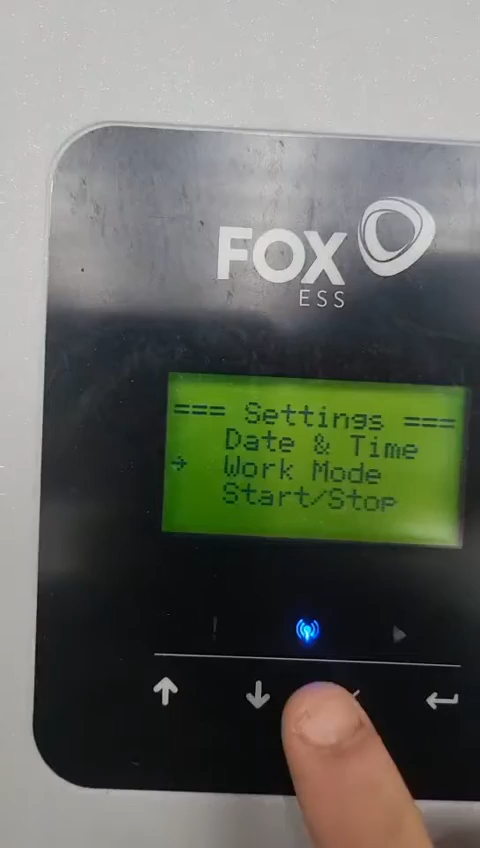 FOX
ESS
=== Settings ===
Date & Time
→ Work Mode
Start/Stop